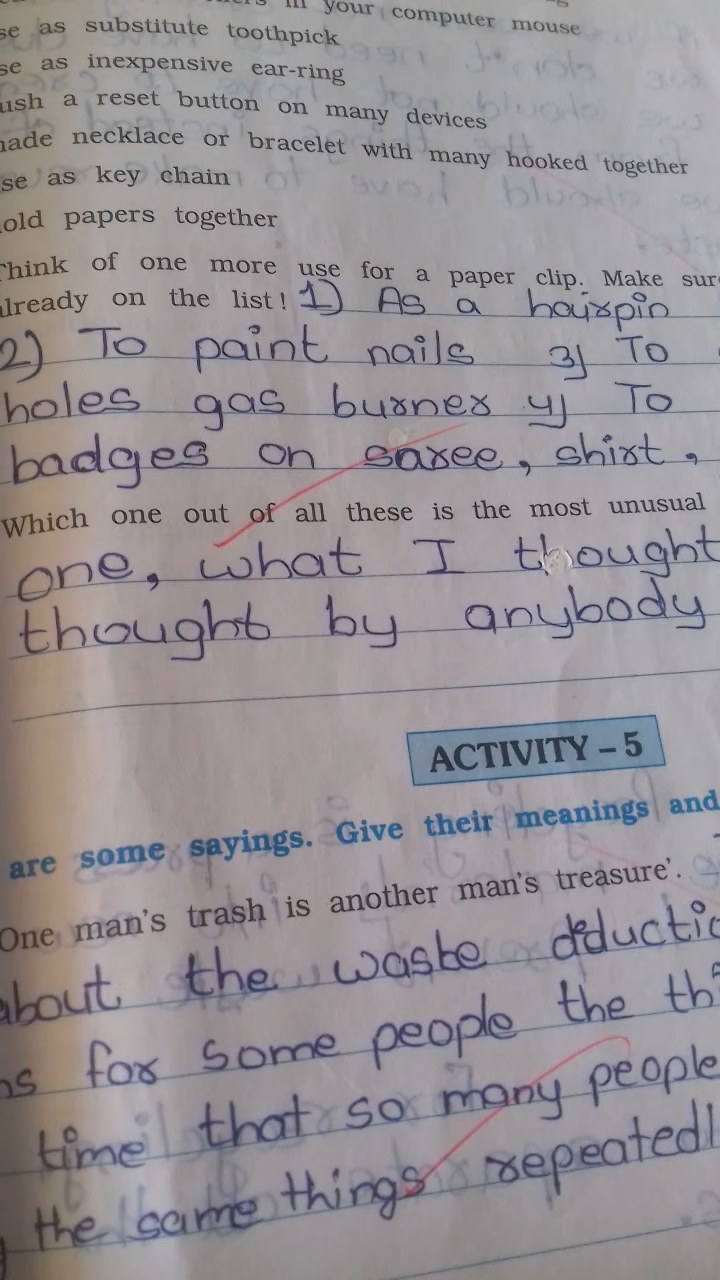 in your computer mouse
se as substitute toothpick
se as inexpensive ear-ring
ush a reset button on many devices
ade necklace or bracelet with many hooked together
se as key chain
old papers together
Think of one more use for a paper clip. Make sur
lready on the list! 1) As a hairpin
2) To paint nails 3) To
holes gas burner 4) To
badges on saree, shirt,
Which one out of all these is the most unusual
one, what I thought
thought by anybody
ACTIVITY – 5
are some sayings. Give their meanings and
One man's trash is another man's treasure'.
about the waste deductio
ns for some people the th
time that so many people
the same things repeatedl